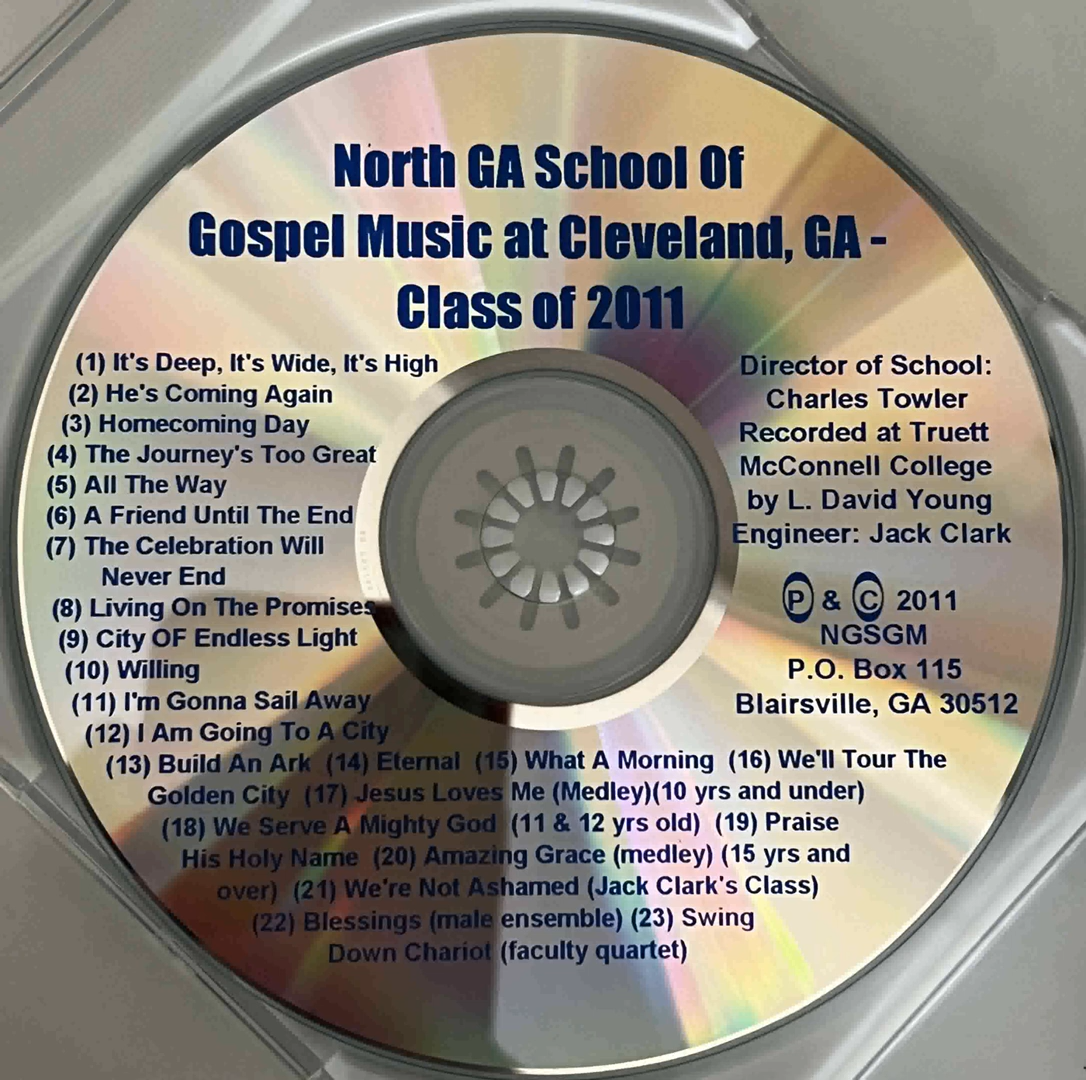 North GA School Of
Gospel Music at Cleveland, GA -
Class of 2011
(1) It's Deep, It's Wide, It's High
(2) He's Coming Again
(3) Homecoming Day
(4) The Journey's Too Great
(5) All The Way
(6) A Friend Until The End
(7) The Celebration Will
Never End
(8) Living On The Promises
(9) City OF Endless Light
(10) Willing
(11) I'm Gonna Sail Away
(12) I Am Going To A City
(13) Build An Ark (14) Eternal (15) What A Morning (16) We'll Tour The
Golden City (17) Jesus Loves Me (Medley)(10 yrs and under)
(18) We Serve A Mighty God (11 & 12 yrs old) (19) Praise
His Holy Name (20) Amazing Grace (medley) (15 yrs and
over) (21) We're Not Ashamed (Jack Clark's Class)
(22) Blessings (male ensemble) (23) Swing
Down Chariot (faculty quartet)
Director of School:
Charles Towler
Recorded at Truett
McConnell College
by L. David Young
Engineer: Jack Clark
Ⓟ & © 2011
NGSGM
P.O. Box 115
Blairsville, GA 30512